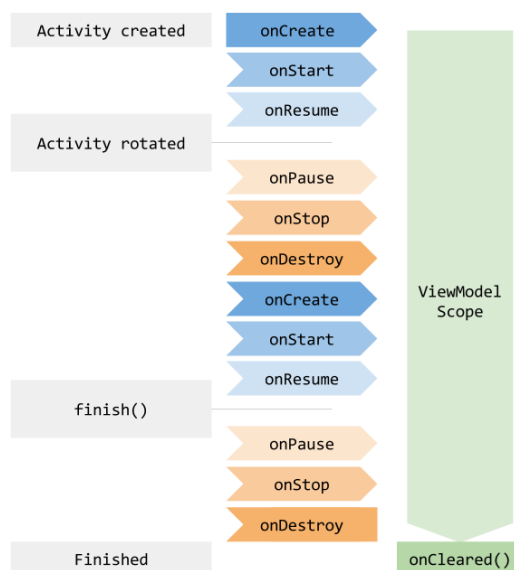 Activity created
onCreate
onStart
onResume
Activity rotated
onPause
onStop
onDestroy
onCreate
onStart
onResume
finish()
onPause
onStop
onDestroy
Finished
ViewModel
Scope
onCleared()